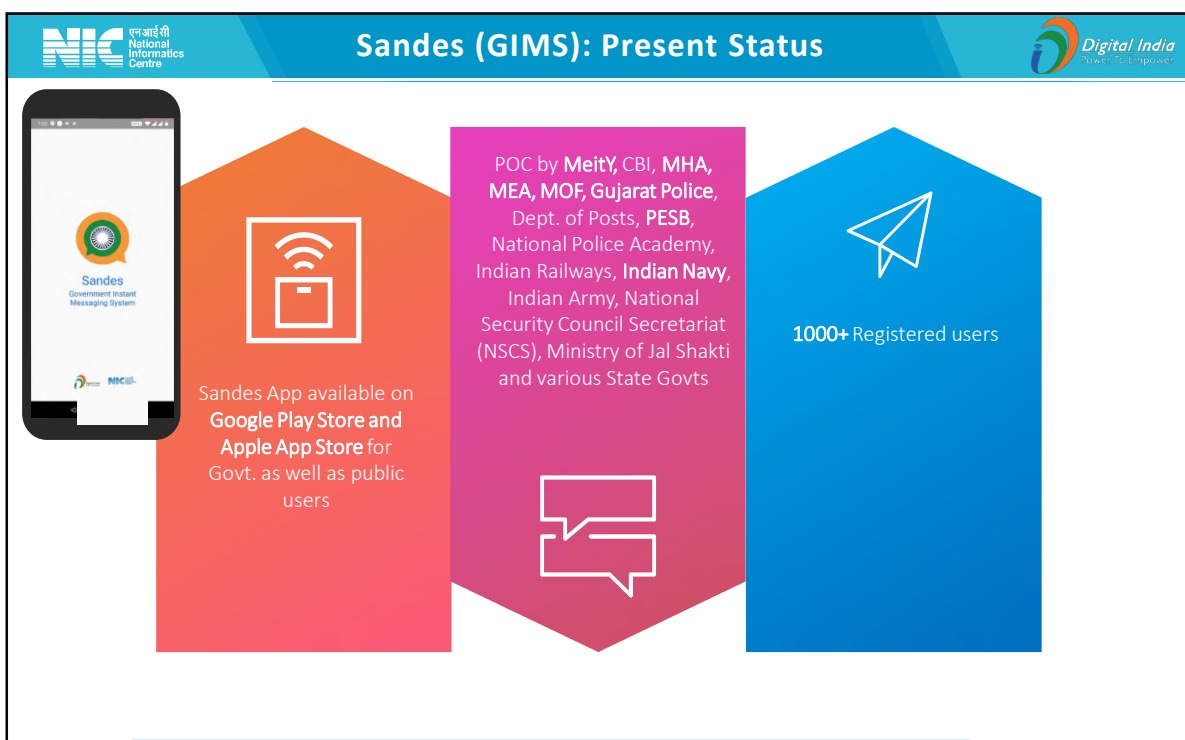 एनआईसी
National
Informatics
Centre
NIC
Sandes (GIMS): Present Status
Digital India
Power To Empower
Sandes
Government Instant
Messaging System
NIC
Sandes App available on
Google Play Store and
Apple App Store for
Govt. as well as public
users
POC by MeitY, CBI, MHA,
MEA, MOF, Gujarat Police,
Dept. of Posts, PESB,
National Police Academy,
Indian Railways, Indian Navy,
Indian Army, National
Security Council Secretariat
(NSCS), Ministry of Jal Shakti
and various State Govts
1000+ Registered users